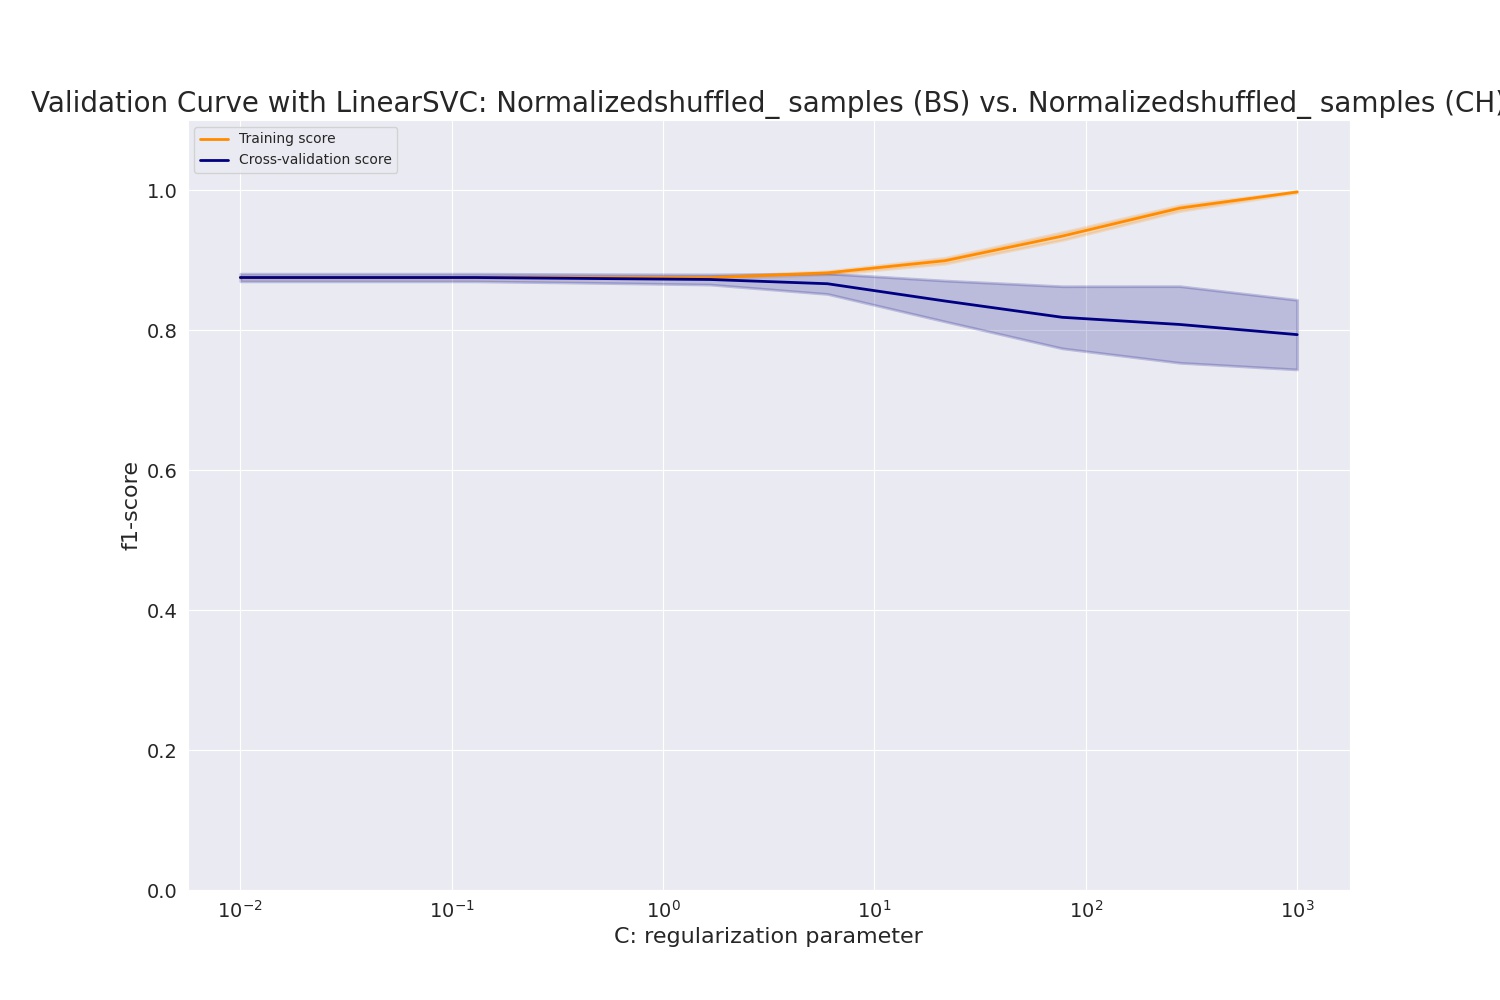 Validation Curve with LinearSVC: Normalizedshuffled_ samples (BS) vs. Normalizedshuffled_ samples (CH)
Training score
Cross-validation score
1.0
0.8
0.6
0.4
0.2
0.0
f1-score
10⁻² 10⁻¹ 10⁰ 10¹ 10² 10³
C: regularization parameter